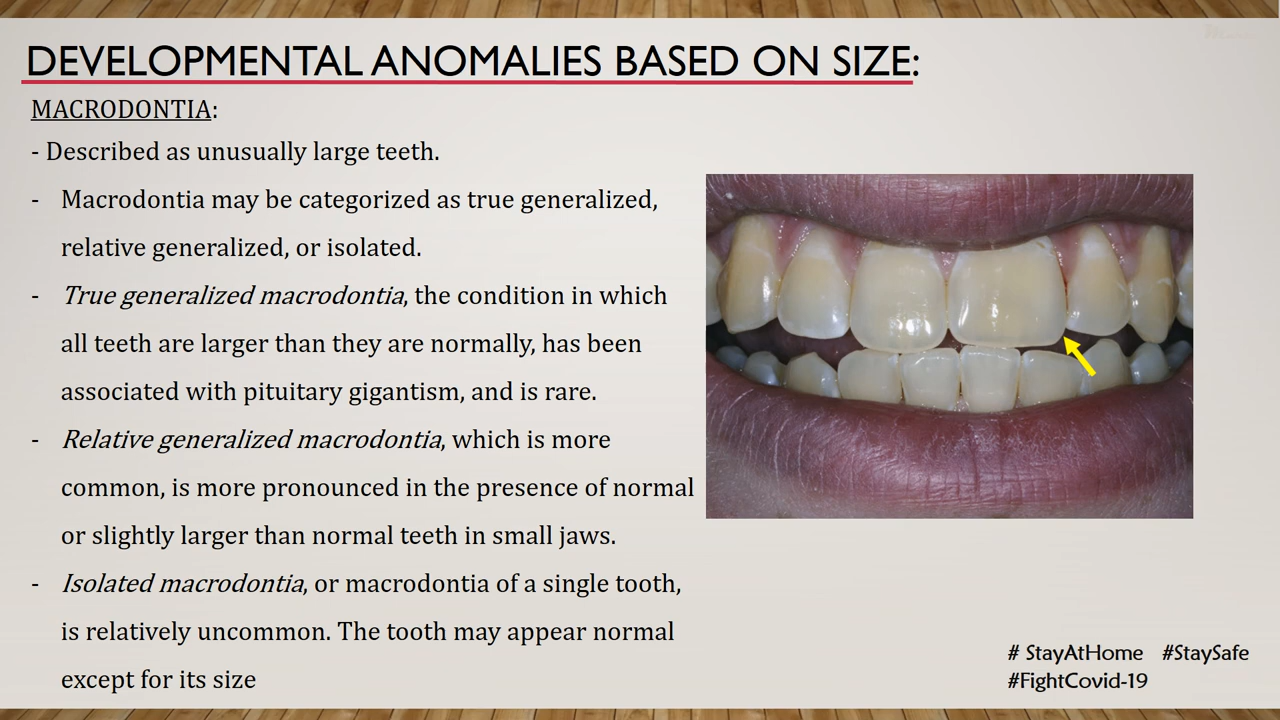 DEVELOPMENTAL ANOMALIES BASED ON SIZE:
MACRODONTIA:
- Described as unusually large teeth.
- Macrodontia may be categorized as true generalized,
relative generalized, or isolated.
- True generalized macrodontia, the condition in which
all teeth are larger than they are normally, has been
associated with pituitary gigantism, and is rare.
- Relative generalized macrodontia, which is more
common, is more pronounced in the presence of normal
or slightly larger than normal teeth in small jaws.
- Isolated macrodontia, or macrodontia of a single tooth,
is relatively uncommon. The tooth may appear normal
except for its size
# StayAtHome #StaySafe
#FightCovid-19